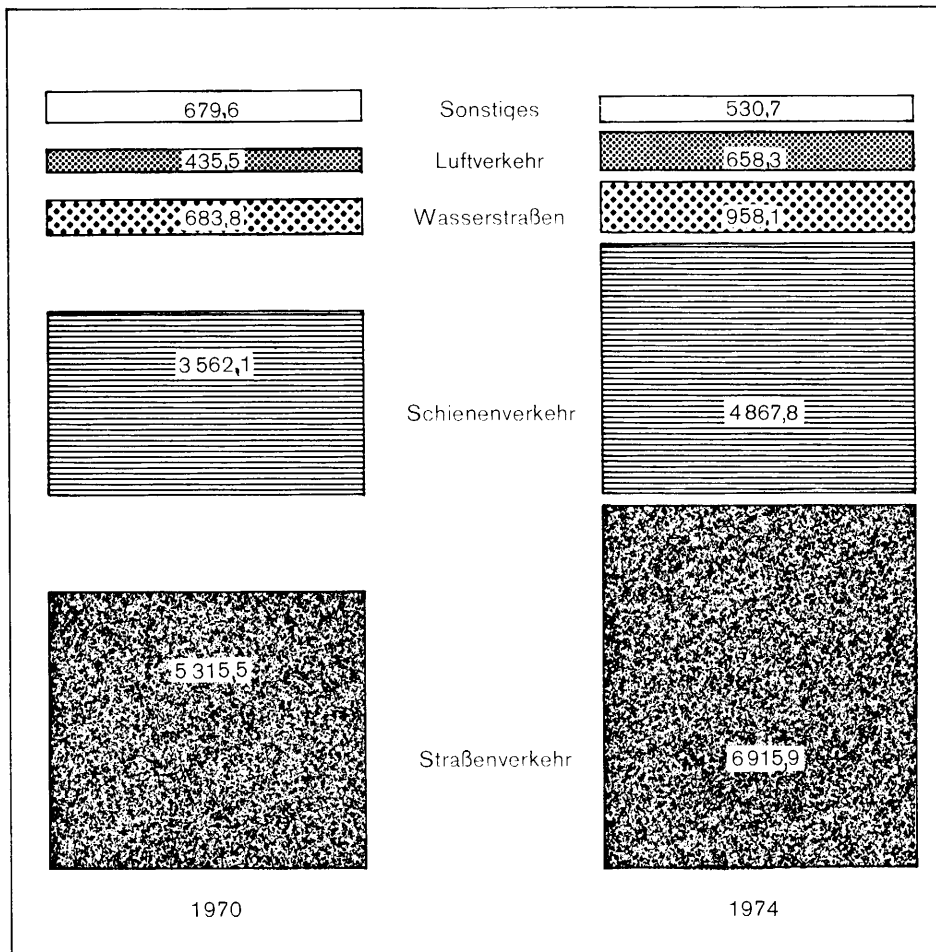 679,6 Sonstiges 530,7
435,5 Luftverkehr 658,3
683,8 Wasserstraßen 958,1
3 562,1
Schienenverkehr 4 867,8
5 315,5
Straßenverkehr 6 915,9
1970 1974